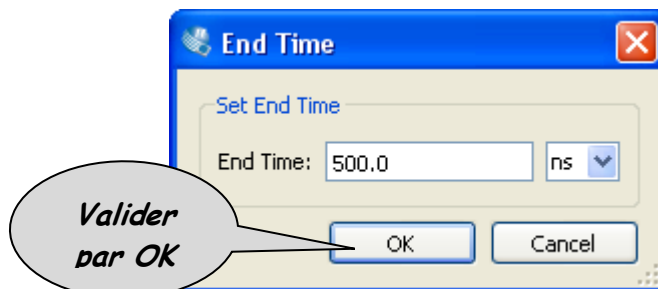 End Time
Set End Time
End Time: 500.0 ns
Valider
par OK
OK Cancel